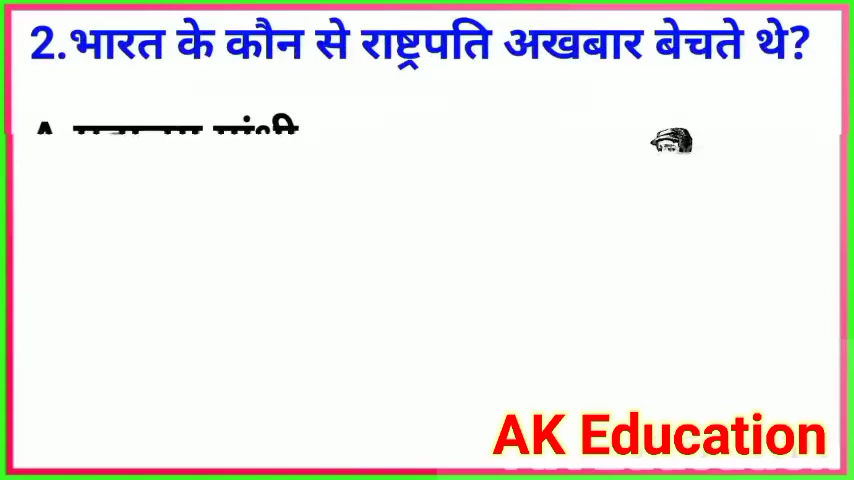 2.भारत के कौन से राष्ट्रपति अखबार बेचते थे?
AK Education